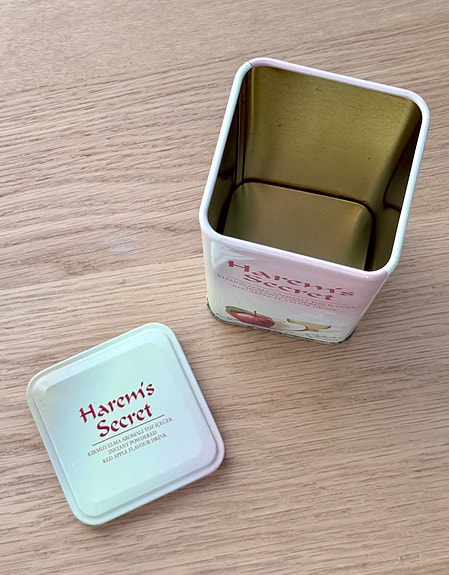 Harem's
Secret
Harem's
Secret
KIRMIZI ELMA AROMALI TOZ İÇECEK
INSTANT POWDERED
RED APPLE FLAVOUR DRINK